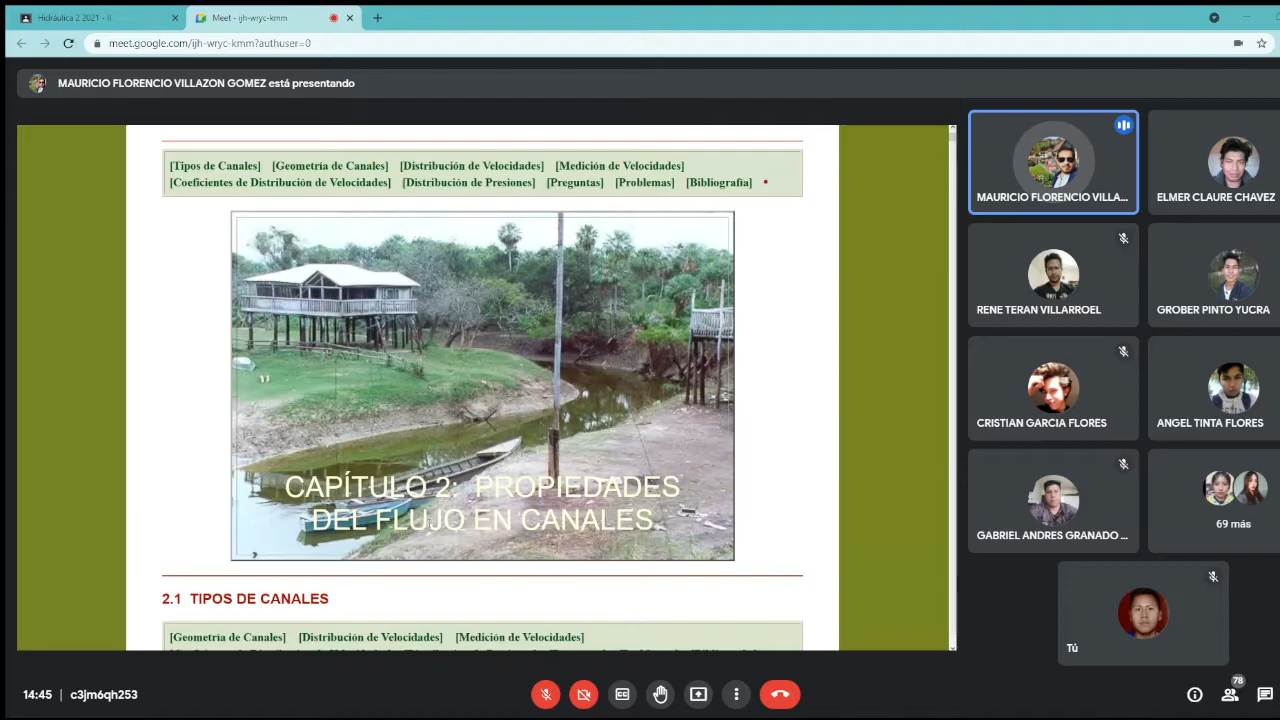 Hidráulica 2 2021 - II
Meet - ijh-wryc-kmm
meet.google.com/ijh-wryc-kmm?authuser=0
MAURICIO FLORENCIO VILLAZON GOMEZ está presentando
[Tipos de Canales] [Geometría de Canales] [Distribución de Velocidades] [Medición de Velocidades]
[Coeficientes de Distribución de Velocidades] [Distribución de Presiones] [Preguntas] [Problemas] [Bibliografía]
CAPÍTULO 2: PROPIEDADES
DEL FLUJO EN CANALES
2.1 TIPOS DE CANALES
[Geometría de Canales] [Distribución de Velocidades] [Medición de Velocidades]
MAURICIO FLORENCIO VILLA...
ELMER CLAURE CHAVEZ
RENE TERAN VILLARROEL
GROBER PINTO YUCRA
CRISTIAN GARCIA FLORES
ANGEL TINTA FLORES
GABRIEL ANDRES GRANADO ...
69 más
Tú
14:45 | c3jm6qh253
78